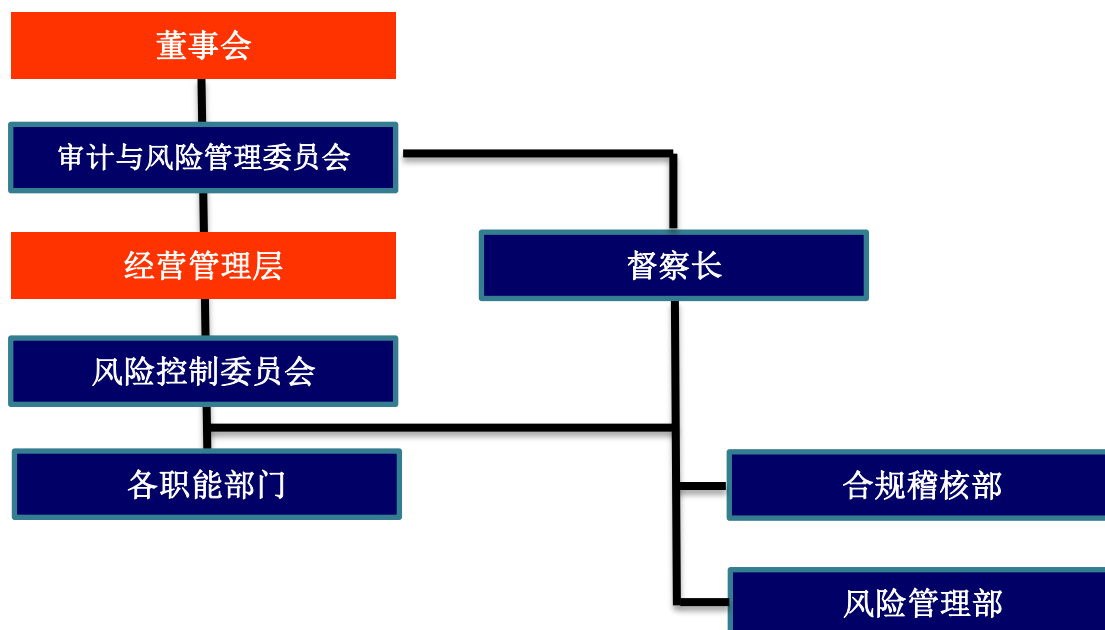 董事会
审计与风险管理委员会
经营管理层
督察长
风险控制委员会
各职能部门
合规稽核部
风险管理部